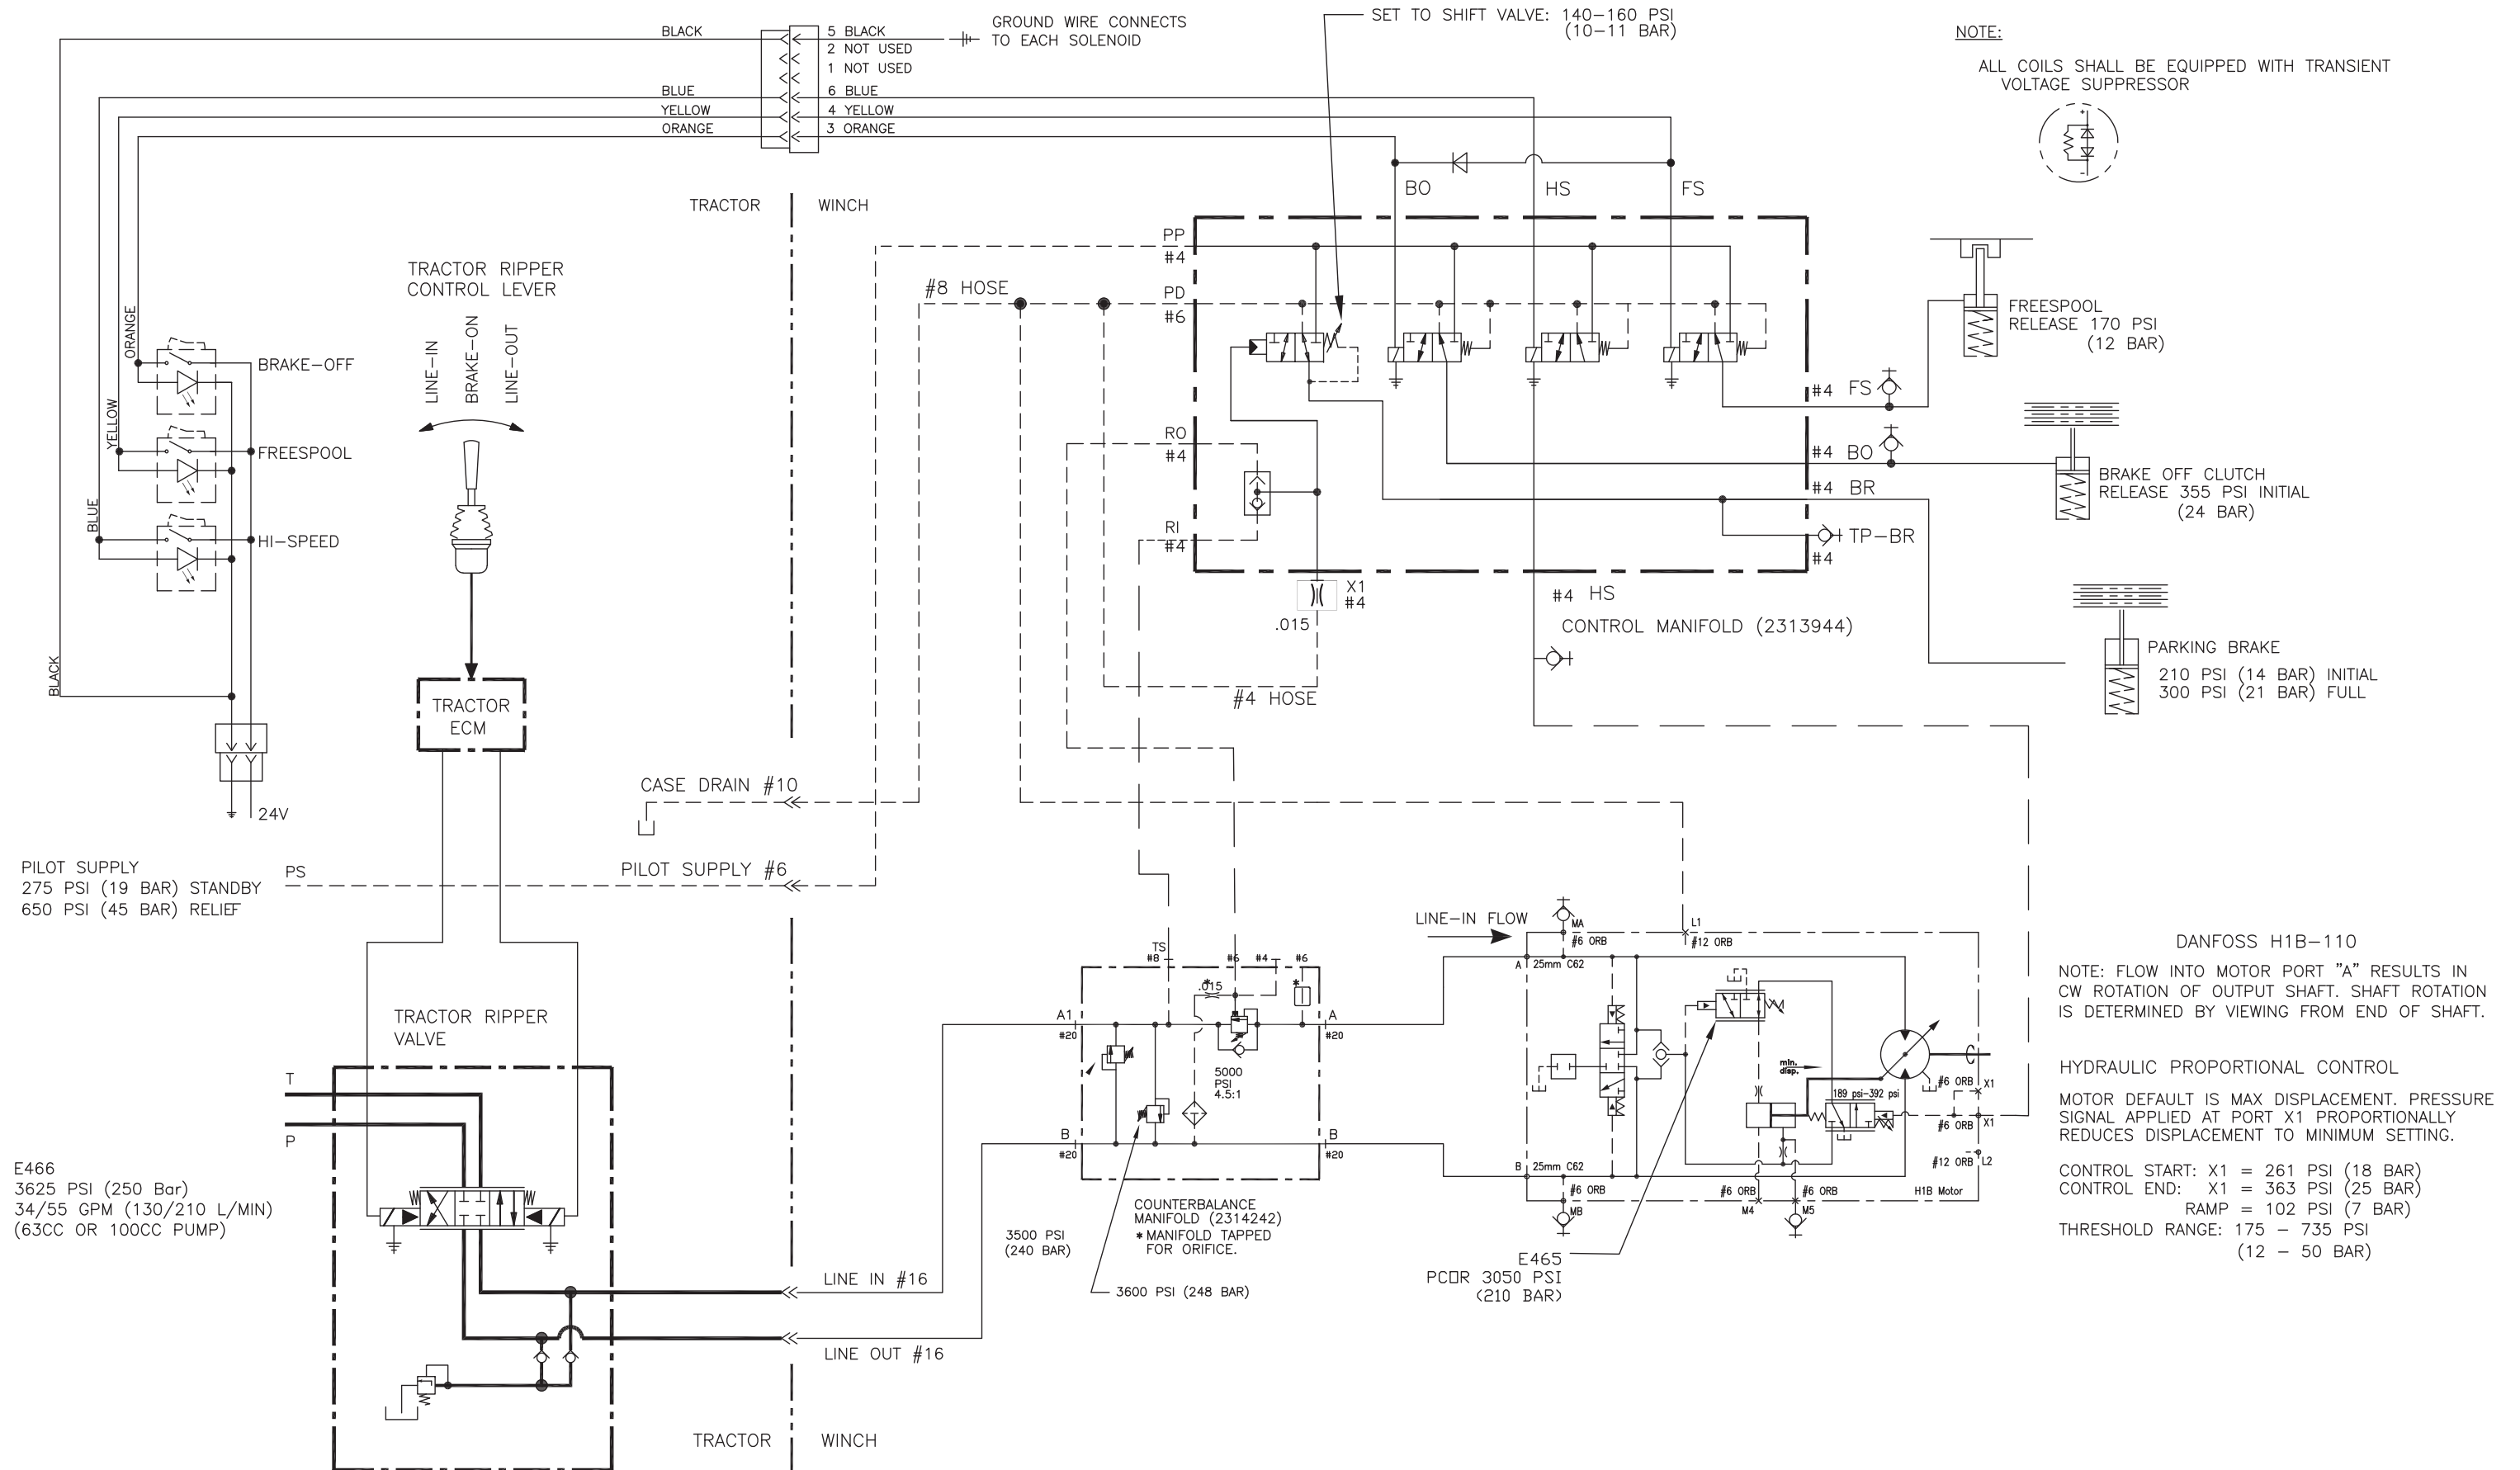 BLACK
5 BLACK
2 NOT USED
1 NOT USED
BLUE
6 BLUE
YELLOW
4 YELLOW
ORANGE
3 ORANGE
GROUND WIRE CONNECTS
TO EACH SOLENOID
SET TO SHIFT VALVE: 140-160 PSI
(10-11 BAR)
NOTE:
ALL COILS SHALL BE EQUIPPED WITH TRANSIENT
VOLTAGE SUPPRESSOR
+
-
TRACTOR
WINCH
BO
HS
FS
TRACTOR RIPPER
CONTROL LEVER
LINE-IN
BRAKE-ON
LINE-OUT
ORANGE
BRAKE-OFF
YELLOW
FREESPOOL
BLUE
HI-SPEED
BLACK
24V
TRACTOR
ECM
PP
#4
#8 HOSE
PD
#6
RO
#4
RI
#4
X1
#4
.015
#4 HOSE
#4 FS
#4 BO
#4 BR
TP-BR
#4
#4 HS
CONTROL MANIFOLD (2313944)
FREESPOOL
RELEASE 170 PSI
(12 BAR)
BRAKE OFF CLUTCH
RELEASE 355 PSI INITIAL
(24 BAR)
PARKING BRAKE
210 PSI (14 BAR) INITIAL
300 PSI (21 BAR) FULL
CASE DRAIN #10
PILOT SUPPLY
275 PSI (19 BAR) STANDBY
650 PSI (45 BAR) RELIEF
PS
PILOT SUPPLY #6
TRACTOR RIPPER
VALVE
T
P
E466
3625 PSI (250 Bar)
34/55 GPM (130/210 L/MIN)
(63CC OR 100CC PUMP)
LINE IN #16
LINE OUT #16
TRACTOR
WINCH
TS
#8
#6
#4
#6
*
.015
*
A1
#20
A
#20
5000
PSI
4.5:1
B
#20
B
#20
COUNTERBALANCE
MANIFOLD (2314242)
* MANIFOLD TAPPED
FOR ORIFICE.
3500 PSI
(240 BAR)
3600 PSI (248 BAR)
LINE-IN FLOW
MA
#6 ORB
L1
#12 ORB
A 25mm C62
min.
disp.
189 psi-392 psi
#6 ORB X1
#6 ORB X1
#12 ORB L2
B 25mm C62
#6 ORB
MB
#6 ORB
M4
#6 ORB
M5
H1B Motor
E465
PCOR 3050 PSI
(210 BAR)
DANFOSS H1B-110
NOTE: FLOW INTO MOTOR PORT "A" RESULTS IN
CW ROTATION OF OUTPUT SHAFT. SHAFT ROTATION
IS DETERMINED BY VIEWING FROM END OF SHAFT.
HYDRAULIC PROPORTIONAL CONTROL
MOTOR DEFAULT IS MAX DISPLACEMENT. PRESSURE
SIGNAL APPLIED AT PORT X1 PROPORTIONALLY
REDUCES DISPLACEMENT TO MINIMUM SETTING.
CONTROL START: X1 = 261 PSI (18 BAR)
CONTROL END: X1 = 363 PSI (25 BAR)
RAMP = 102 PSI (7 BAR)
THRESHOLD RANGE: 175 - 735 PSI
(12 - 50 BAR)